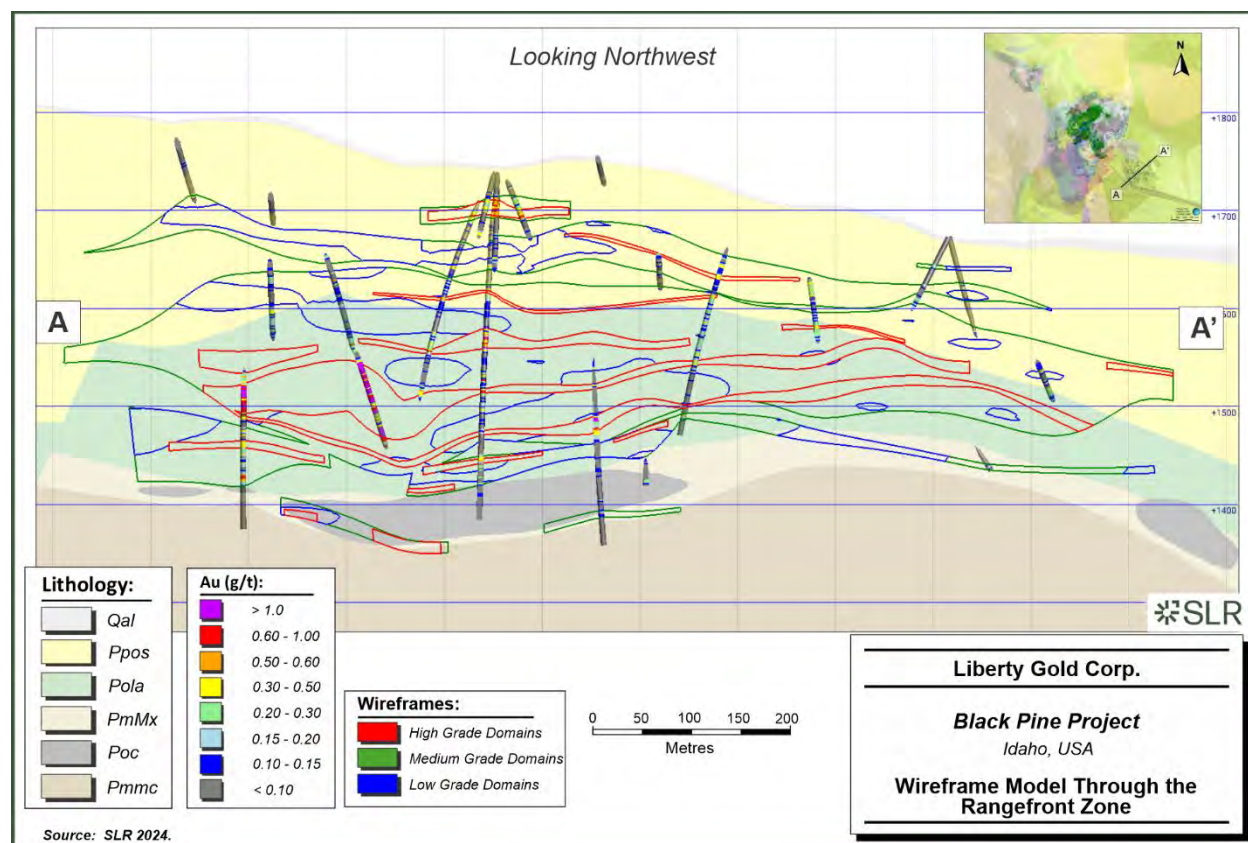 Looking Northwest
N
A'
A
+1800
+1700
A
A'
+1500
+1400
Lithology:
Qal
Ppos
Pola
PmMx
Poc
Pmmc
Au (g/t):
> 1.0
0.60 - 1.00
0.50 - 0.60
0.30 - 0.50
0.20 - 0.30
0.15 - 0.20
0.10 - 0.15
< 0.10
Wireframes:
High Grade Domains
Medium Grade Domains
Low Grade Domains
0 50 100 150 200
Metres
SLR
Liberty Gold Corp.
Black Pine Project
Idaho, USA
Wireframe Model Through the
Rangefront Zone
Source: SLR 2024.